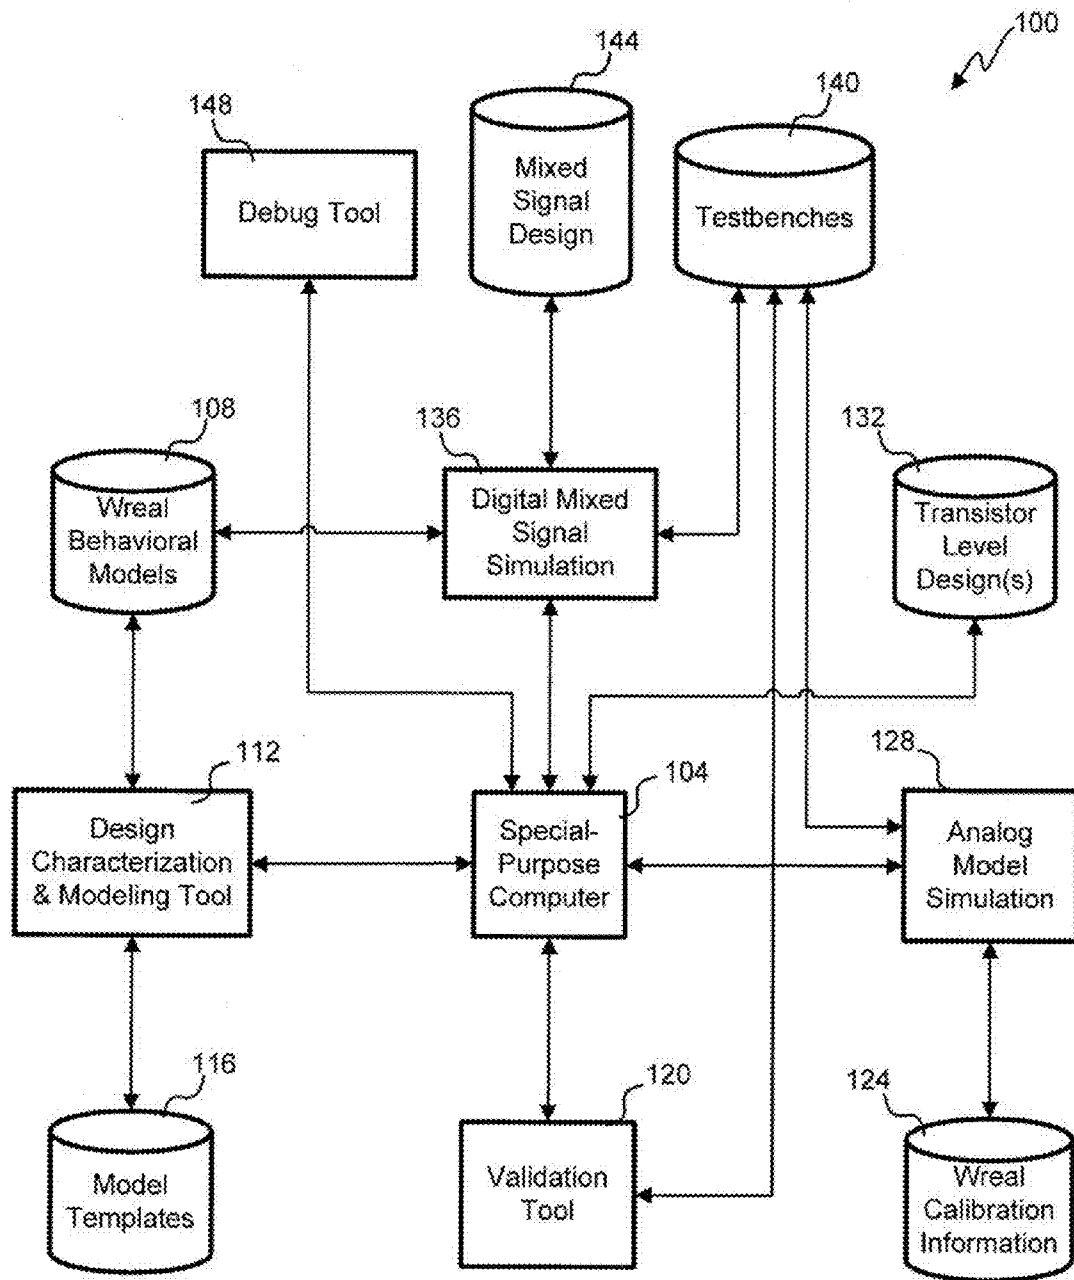 100
144
140
148
Debug Tool
Mixed
Signal
Design
Testbenches
108
136
132
Wreal
Behavioral
Models
Digital Mixed
Signal
Simulation
Transistor
Level
Design(s)
112
104
128
Design
Characterization
& Modeling Tool
Special-
Purpose
Computer
Analog
Model
Simulation
116
120
124
Model
Templates
Validation
Tool
Wreal
Calibration
Information